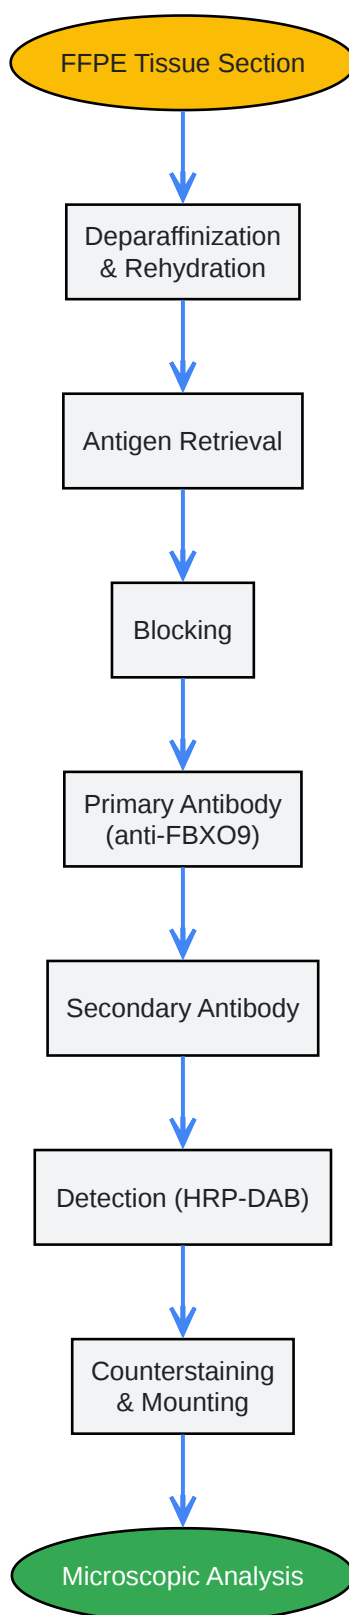 FFPE Tissue Section
Deparaffinization
& Rehydration
Antigen Retrieval
Blocking
Primary Antibody
(anti-FBXO9)
Secondary Antibody
Detection (HRP-DAB)
Counterstaining
& Mounting
Microscopic Analysis